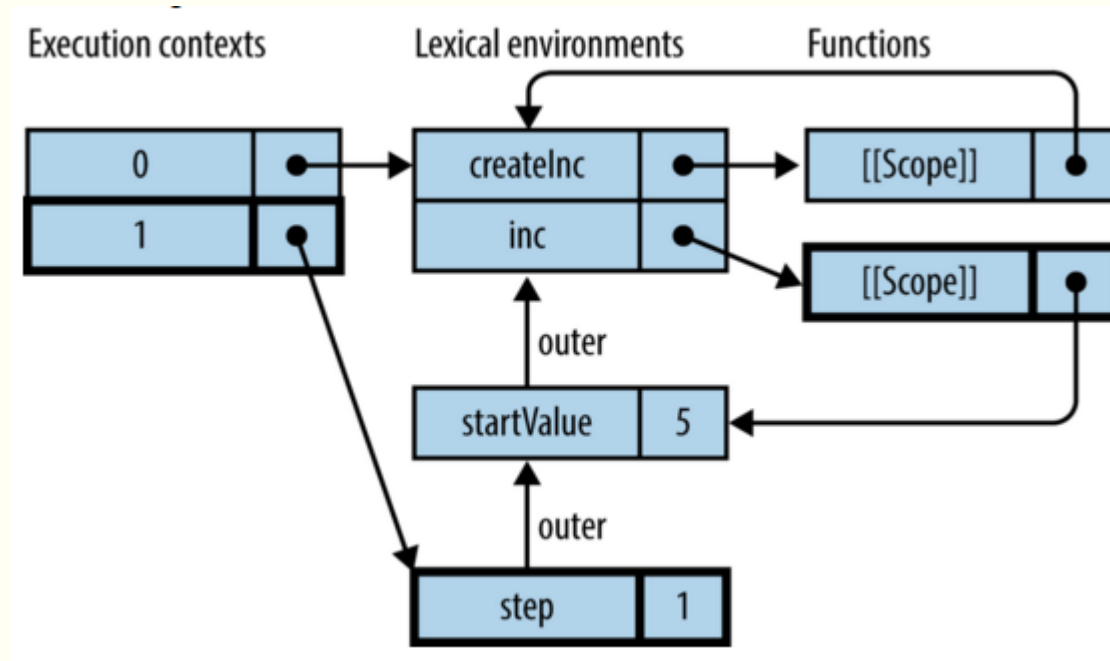 Execution contexts
Lexical environments
Functions
0
createInc
[[Scope]]
1
inc
[[Scope]]
outer
startValue 5
outer
step 1